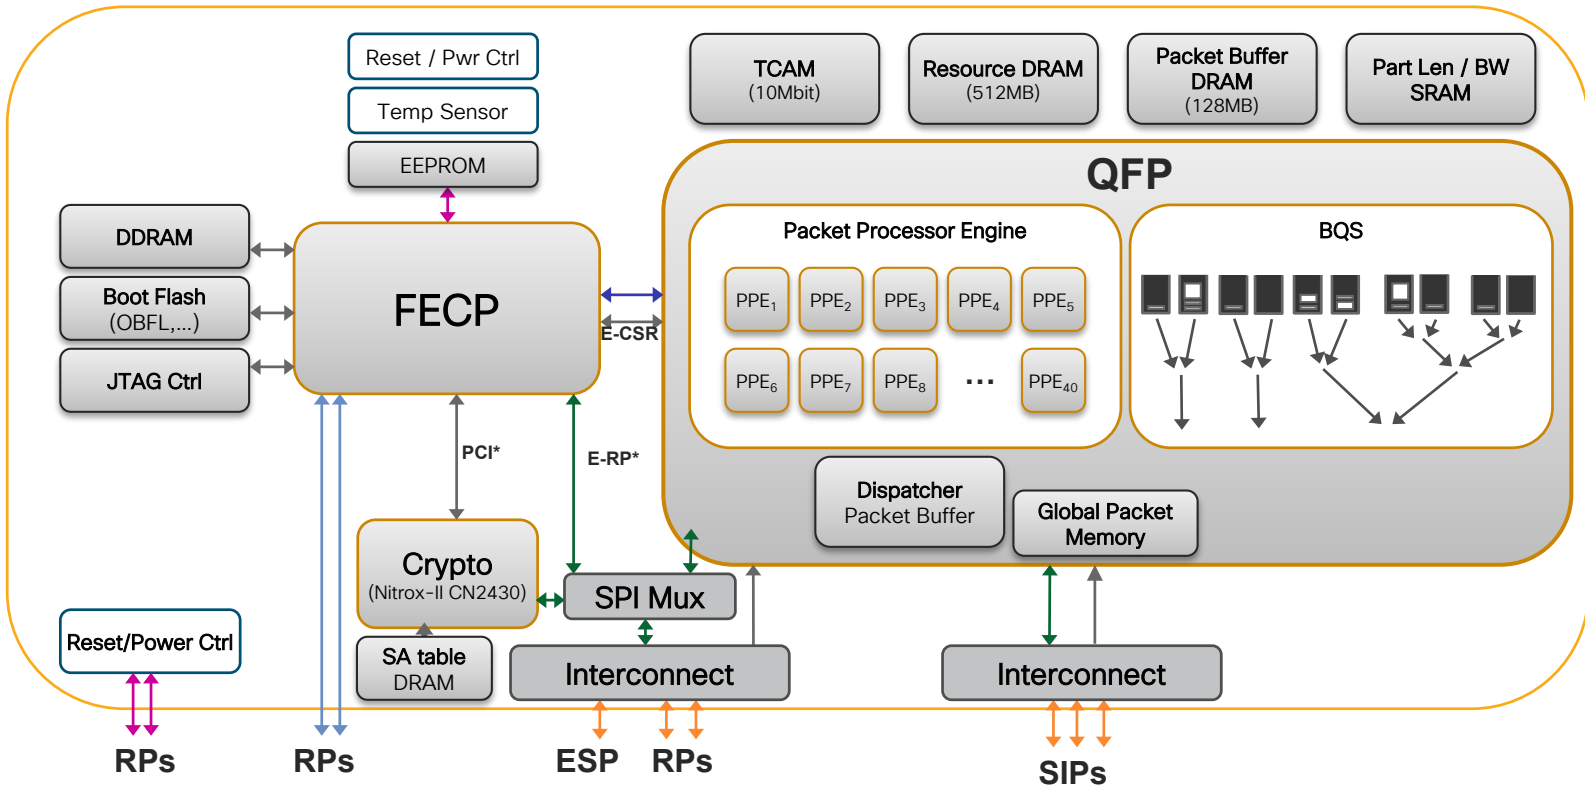 Reset / Pwr Ctrl
Temp Sensor
EEPROM
TCAM
(10Mbit)
Resource DRAM
(512MB)
Packet Buffer
DRAM
(128MB)
Part Len / BW
SRAM
QFP
DDRAM
Boot Flash
(OBFL,...)
JTAG Ctrl
FECP
E-CSR
Packet Processor Engine
PPE1
PPE2
PPE3
PPE4
PPE5
PPE6
PPE7
PPE8
...
PPE40
BQS
PCI*
E-RP*
Dispatcher
Packet Buffer
Global Packet
Memory
Crypto
(Nitrox-II CN2430)
SPI Mux
Reset/Power Ctrl
SA table
DRAM
Interconnect
Interconnect
RPs
RPs
ESP
RPs
SIPs